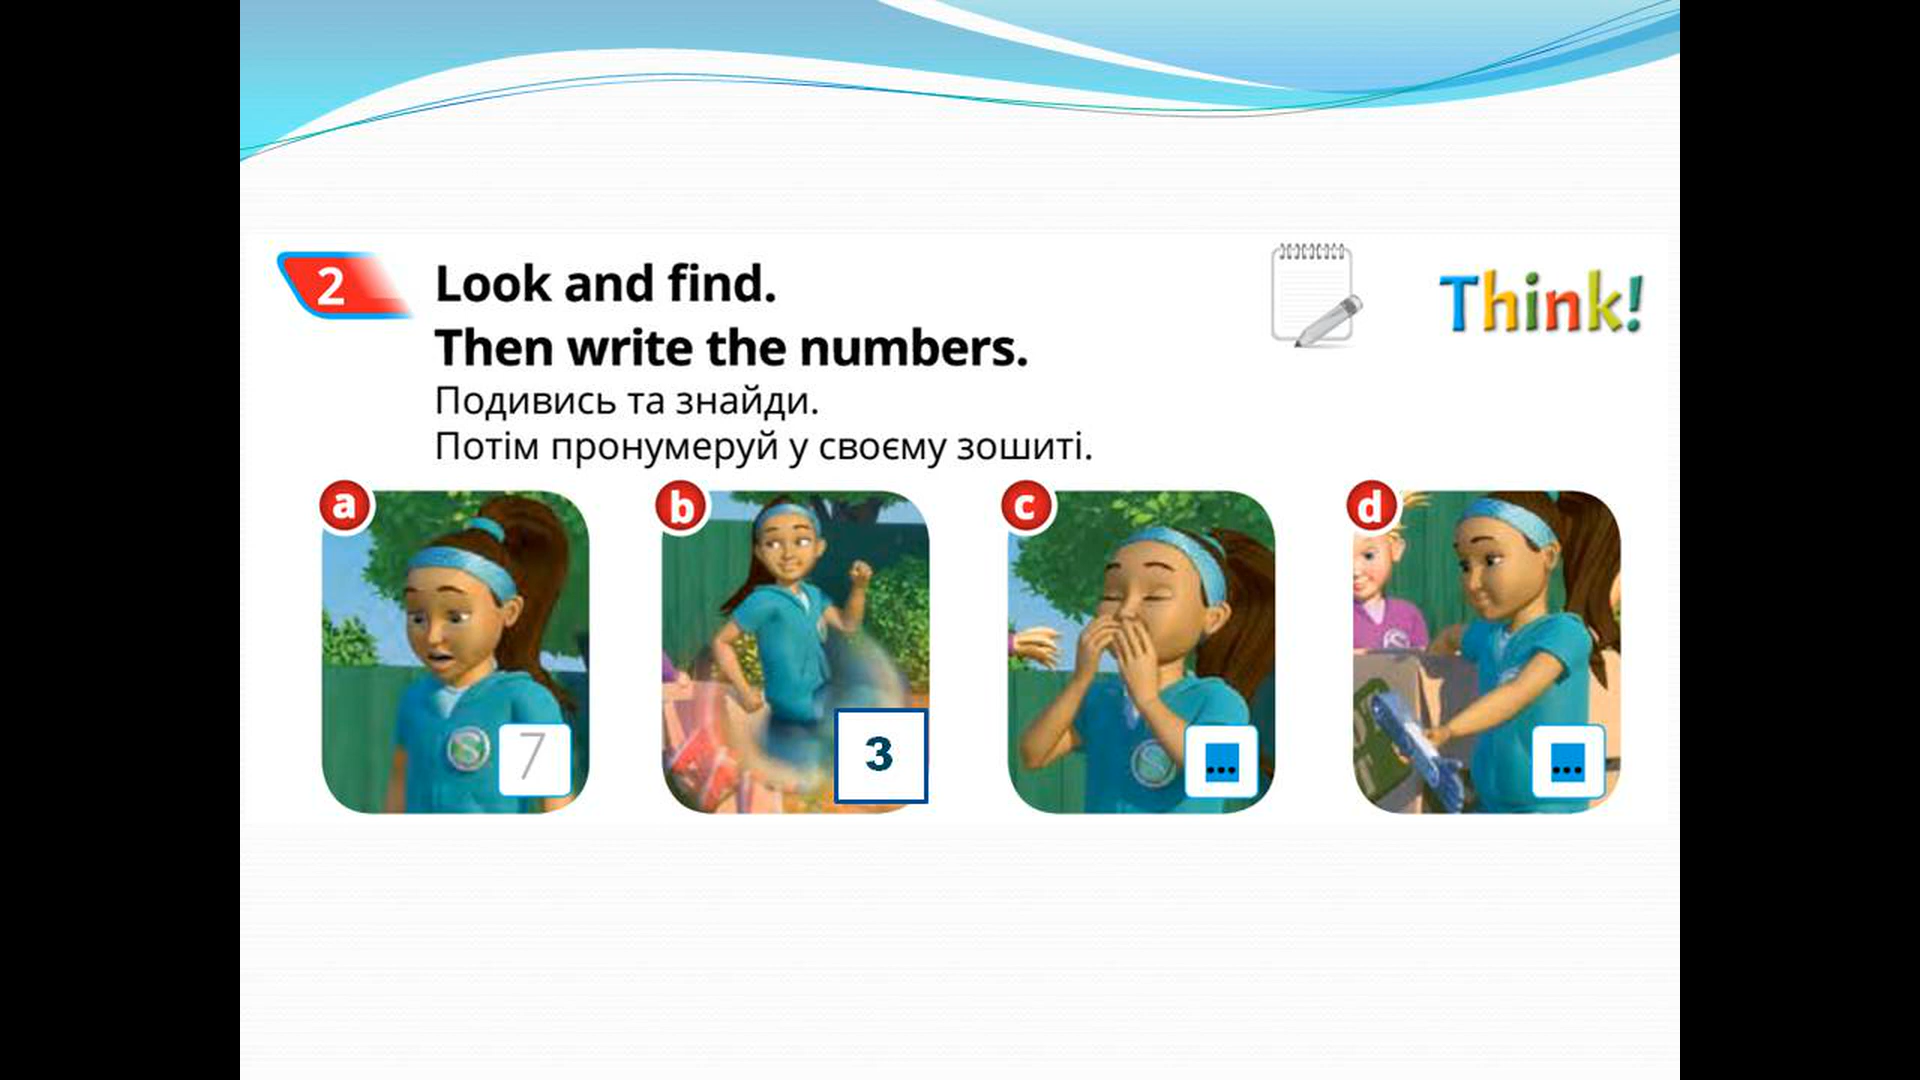 2
Look and find.
Then write the numbers.
Think!
Подивись та знайди.
Потім пронумеруй у своєму зошиті.
a
b
c
d
7
3
...
...
S
S
S